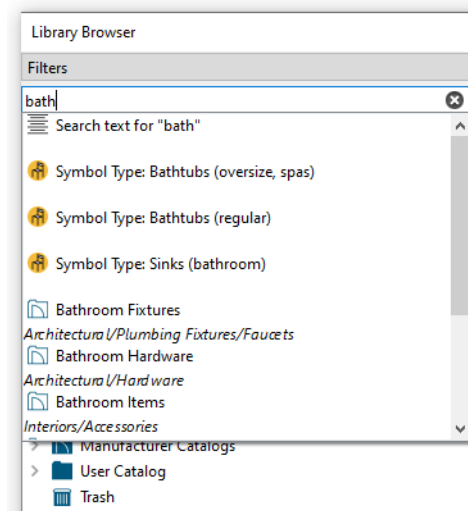 Library Browser
Filters
bath
Search text for "bath"
Symbol Type: Bathtubs (oversize, spas)
Symbol Type: Bathtubs (regular)
Symbol Type: Sinks (bathroom)
Bathroom Fixtures
Architectural/Plumbing Fixtures/Faucets
Bathroom Hardware
Architectural/Hardware
Bathroom Items
Interiors/Accessories
Manufacturer Catalogs
User Catalog
Trash